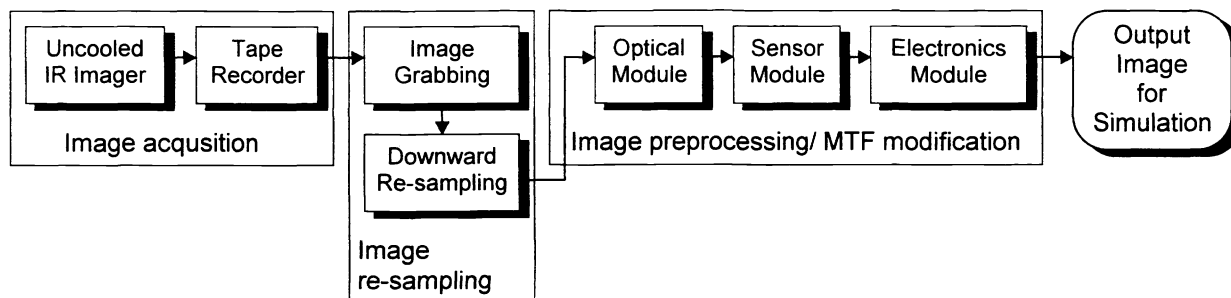 Uncooled
IR Imager
Tape
Recorder
Image acqusition
Image
Grabbing
Downward
Re-sampling
Image
re-sampling
Optical
Module
Sensor
Module
Electronics
Module
Image preprocessing/ MTF modification
Output
Image
for
Simulation